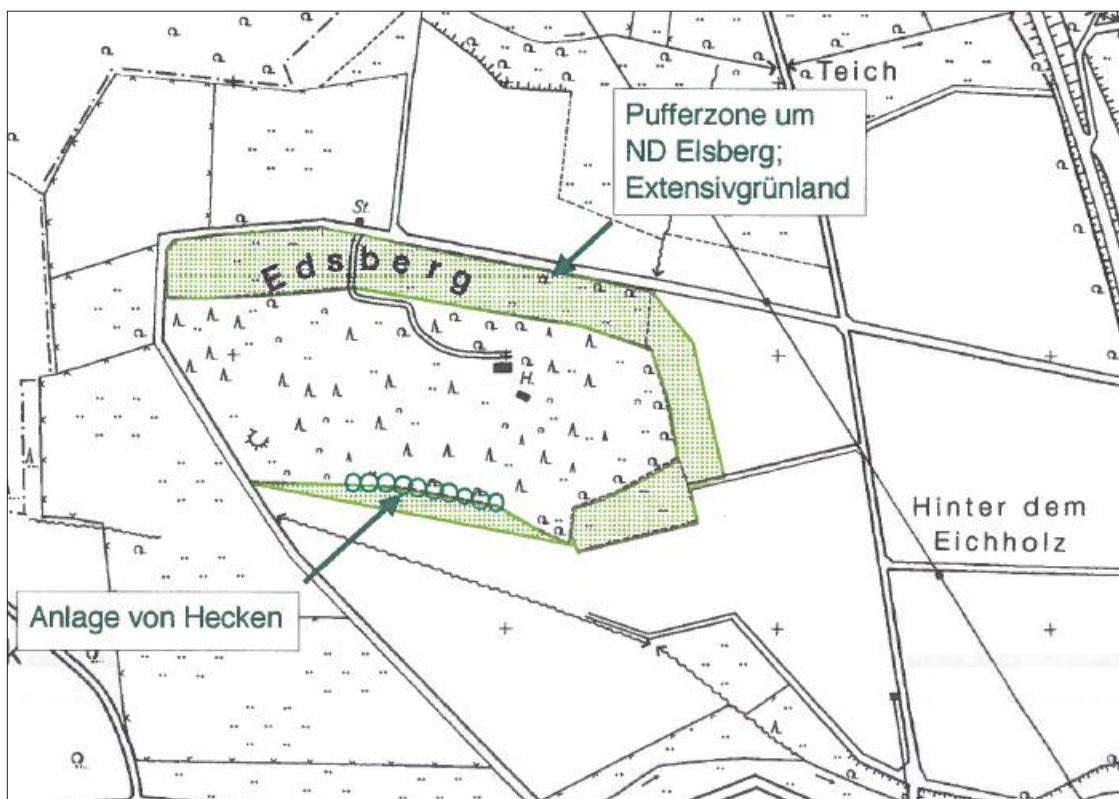 Teich
Pufferzone um
ND Elsberg;
Extensivgrünland
St.
Edsberg
H.
Hinter dem
Eichholz
Anlage von Hecken